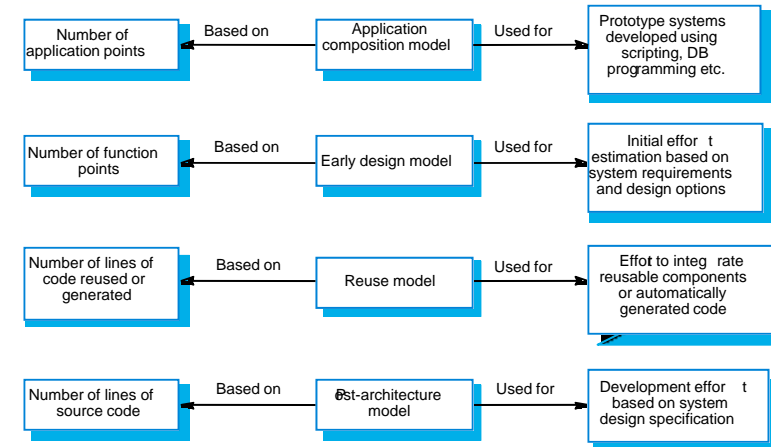 Number of
application points
Based on
Application
composition model
Used for
Prototype systems
developed using
scripting, DB
programming etc.
Number of function
points
Based on
Early design model
Used for
Initial effor t
estimation based on
system requirements
and design options
Number of lines of
code reused or
generated
Based on
Reuse model
Used for
Effort to integ rate
reusable components
or automatically
generated code
Number of lines of
source code
Based on
Post-architecture
model
Used for
Development effor t
based on system
design specification